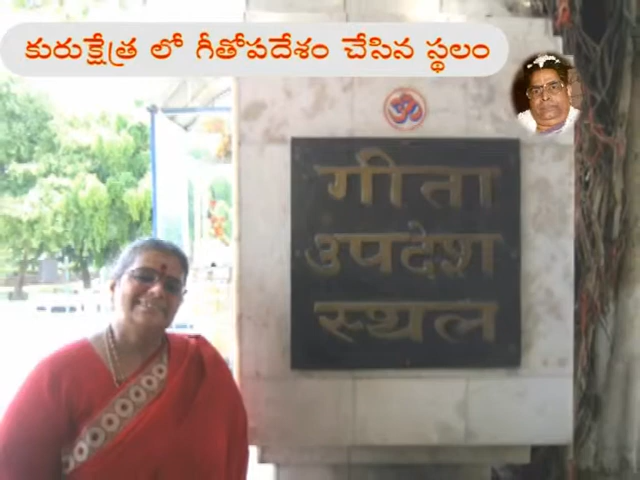 కురుక్షేత్ర లో గీతోపదేశం చేసిన స్థలం
ॐ
गीता
उपदेश
स्थल